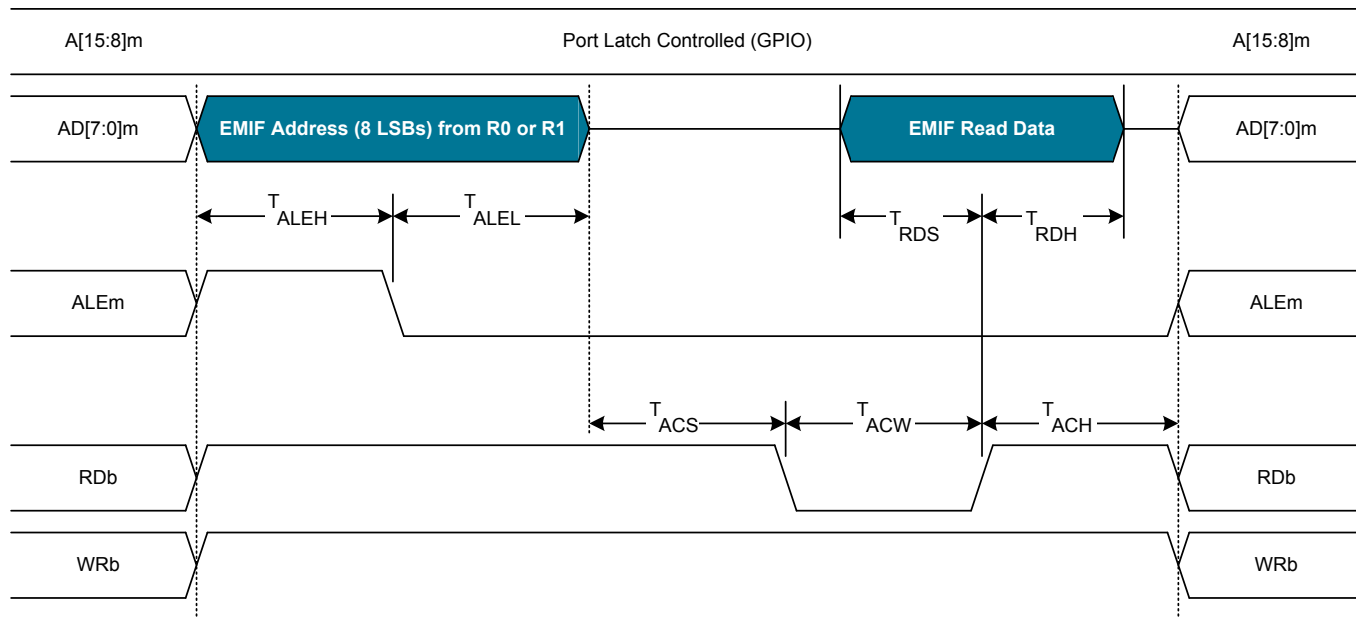 A[15:8]m Port Latch Controlled (GPIO) A[15:8]m
AD[7:0]m EMIF Address (8 LSBs) from R0 or R1 EMIF Read Data AD[7:0]m
TALEH TALEL TRDS TRDH
ALEm ALEm
TACS TACW TACH
RDb RDb
WRb WRb